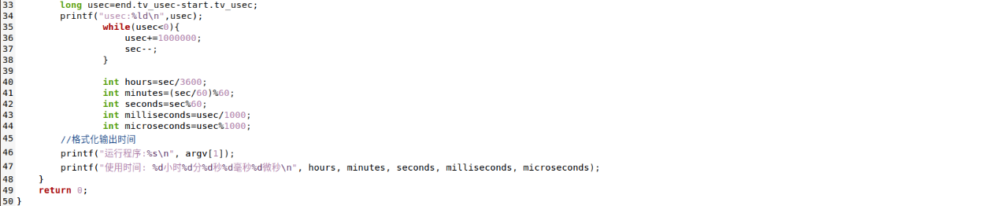 33        long usec=end.tv_usec-start.tv_usec;
34        printf("usec:%ld\n",usec);
35                while(usec<0){
36                    usec+=1000000;
37                    sec--;
38                }
39
40                int hours=sec/3600;
41                int minutes=(sec/60)%60;
42                int seconds=sec%60;
43                int milliseconds=usec/1000;
44                int microseconds=usec%1000;
45        //格式化输出时间
46        printf("运行程序:%s\n", argv[1]);
47        printf("使用时间: %d小时%d分%d秒%d毫秒%d微秒\n", hours, minutes, seconds, milliseconds, microseconds);
48    }
49    return 0;
50 }